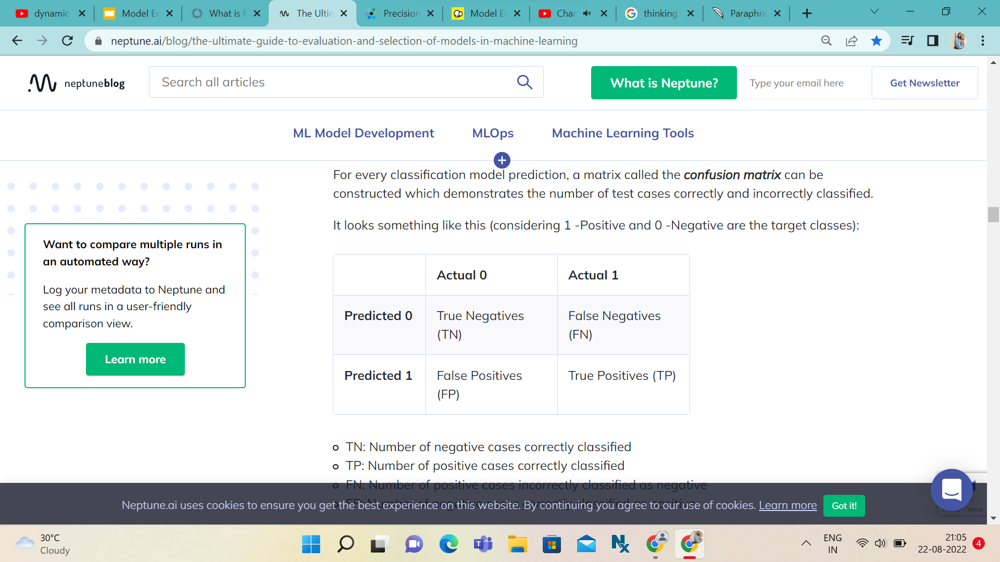 dynamic
Model Ev
What is M
The Ultim
Precision
Model Ev
Char
thinking
Paraphra
neptune.ai/blog/the-ultimate-guide-to-evaluation-and-selection-of-models-in-machine-learning
neptuneblog
Search all articles
What is Neptune?
Type your email here
Get Newsletter
ML Model Development
MLOps
Machine Learning Tools
For every classification model prediction, a matrix called the confusion matrix can be
constructed which demonstrates the number of test cases correctly and incorrectly classified.
It looks something like this (considering 1 -Positive and 0 -Negative are the target classes):
Want to compare multiple runs in
an automated way?
Log your metadata to Neptune and
see all runs in a user-friendly
comparison view.
Learn more
Actual 0
Actual 1
Predicted 0
True Negatives
(TN)
False Negatives
(FN)
Predicted 1
False Positives
(FP)
True Positives (TP)
TN: Number of negative cases correctly classified
TP: Number of positive cases correctly classified
FN: Number of positive cases incorrectly classified as negative
FP: Number of negative cases incorrectly classified as positive
Neptune.ai uses cookies to ensure you get the best experience on this website. By continuing you agree to our use of cookies. Learn more
Got it!
Terms
30°C
Cloudy
ENG
IN
21:05
22-08-2022
4